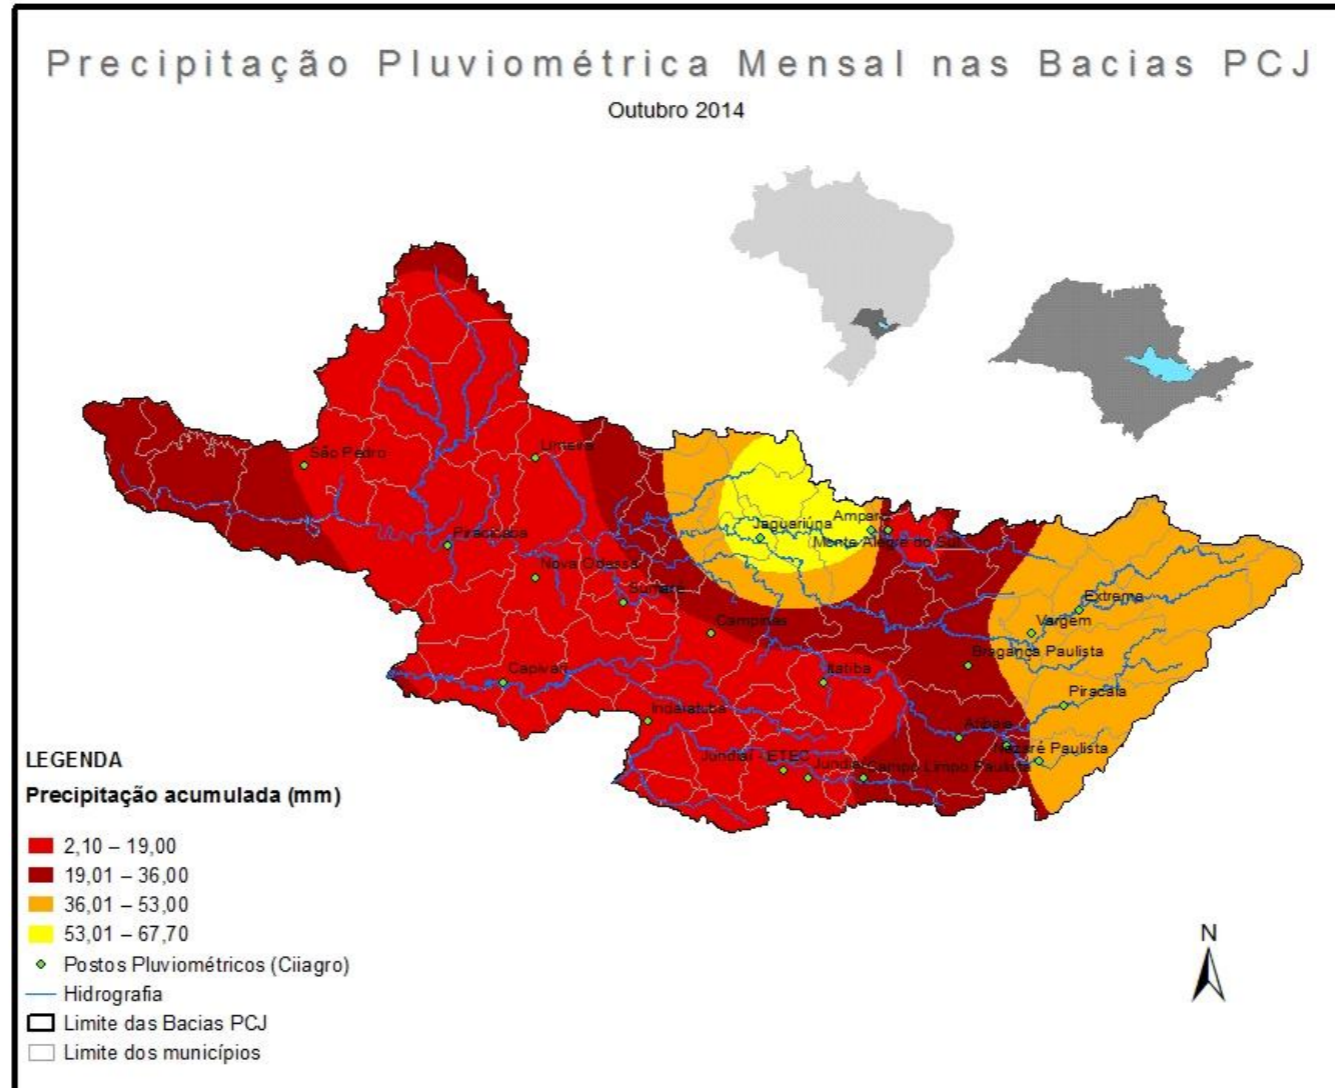 Precipitação Pluviométrica Mensal nas Bacias PCJ
Outubro 2014
São Pedro
Limeira
Piracicaba
Nova Odessa
Sumaré
Jaguariúna
Amparo
Monte Alegre do Sul
Campinas
Extrema
Vargem
Bragança Paulista
Capivari
Itatiba
Piracaia
Indaiatuba
Atibaia
Nazaré Paulista
Jundiaí - ETEC
Jundiaí
Campo Limpo Paulista
LEGENDA
Precipitação acumulada (mm)
2,10 – 19,00
19,01 – 36,00
36,01 – 53,00
53,01 – 67,70
Postos Pluviométricos (Ciiagro)
Hidrografia
Limite das Bacias PCJ
Limite dos municípios
N